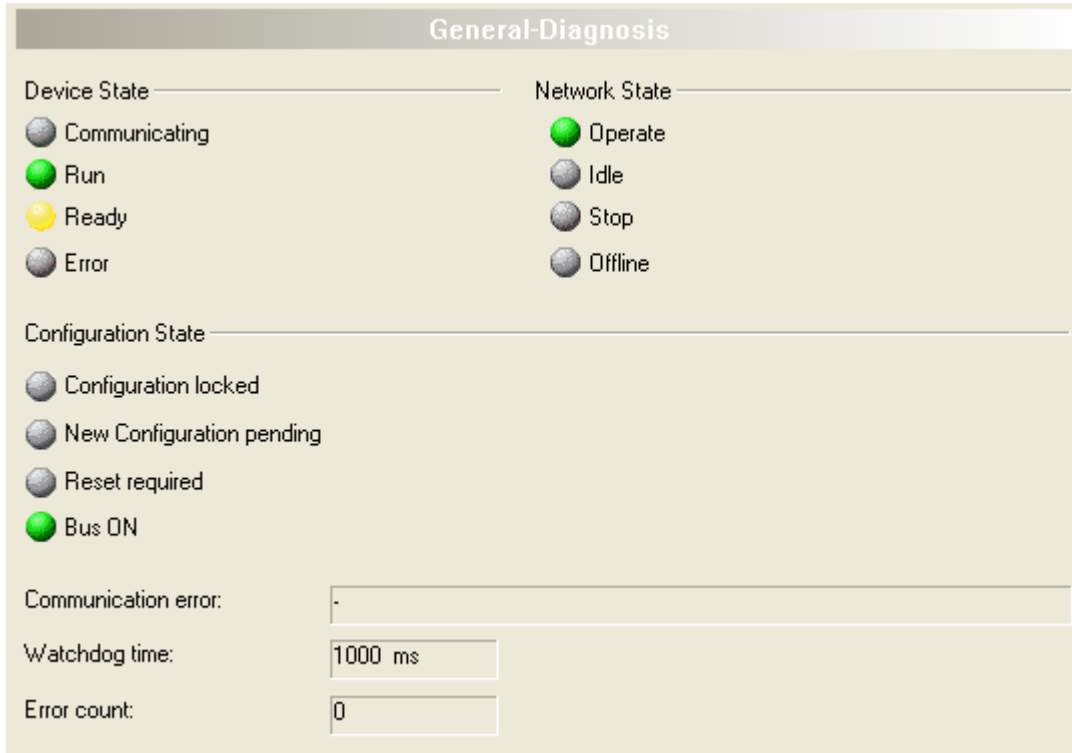 General-Diagnosis
Device State
Communicating
Run
Ready
Error
Network State
Operate
Idle
Stop
Offline
Configuration State
Configuration locked
New Configuration pending
Reset required
Bus ON
Communication error: -
Watchdog time: 1000 ms
Error count: 0